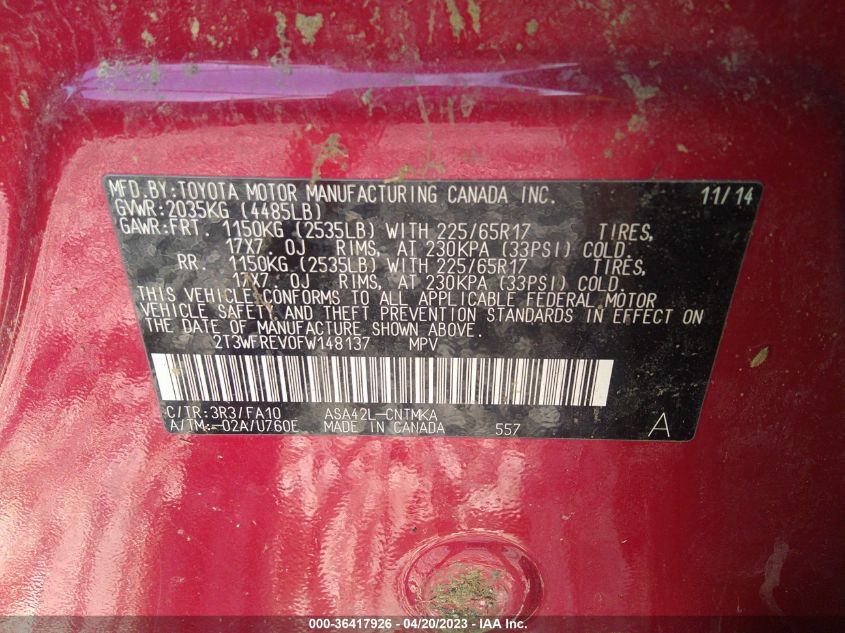 MFD.BY:TOYOTA MOTOR MANUFACTURING CANADA INC. 11/14
GVWR:2035KG (4485LB)
GAWR:FRT. 1150KG (2535LB) WITH 225/65R17 TIRES,
17X7.0J RIMS, AT 230KPA (33PSI) COLD.
RR. 1150KG (2535LB) WITH 225/65R17 TIRES,
17X7.0J RIMS, AT 230KPA (33PSI) COLD.
THIS VEHICLE CONFORMS TO ALL APPLICABLE FEDERAL MOTOR
VEHICLE SAFETY AND THEFT PREVENTION STANDARDS IN EFFECT ON
THE DATE OF MANUFACTURE SHOWN ABOVE.
2T3WFREV0FW148137 MPV
C/TR:3R3/FA10 ASA42L-CNTMKA
A/TM:-02A/U760E MADE IN CANADA 557 A
000-36417926 - 04/20/2023 - IAA Inc.